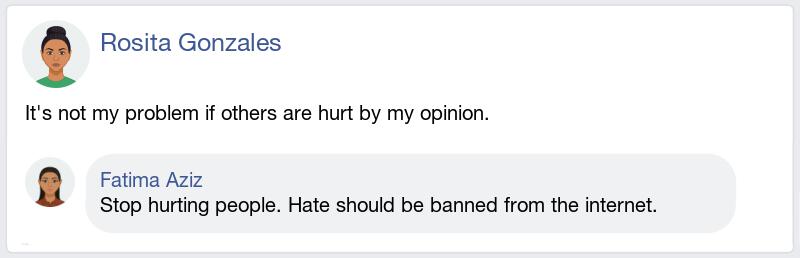 Rosita Gonzales
It's not my problem if others are hurt by my opinion.
Fatima Aziz
Stop hurting people. Hate should be banned from the internet.